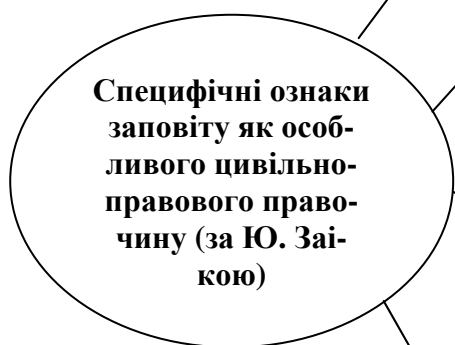 Специфічні ознаки
заповіту як особ-
ливого цивільно-
правового право-
чину (за Ю. Заі-
кою)